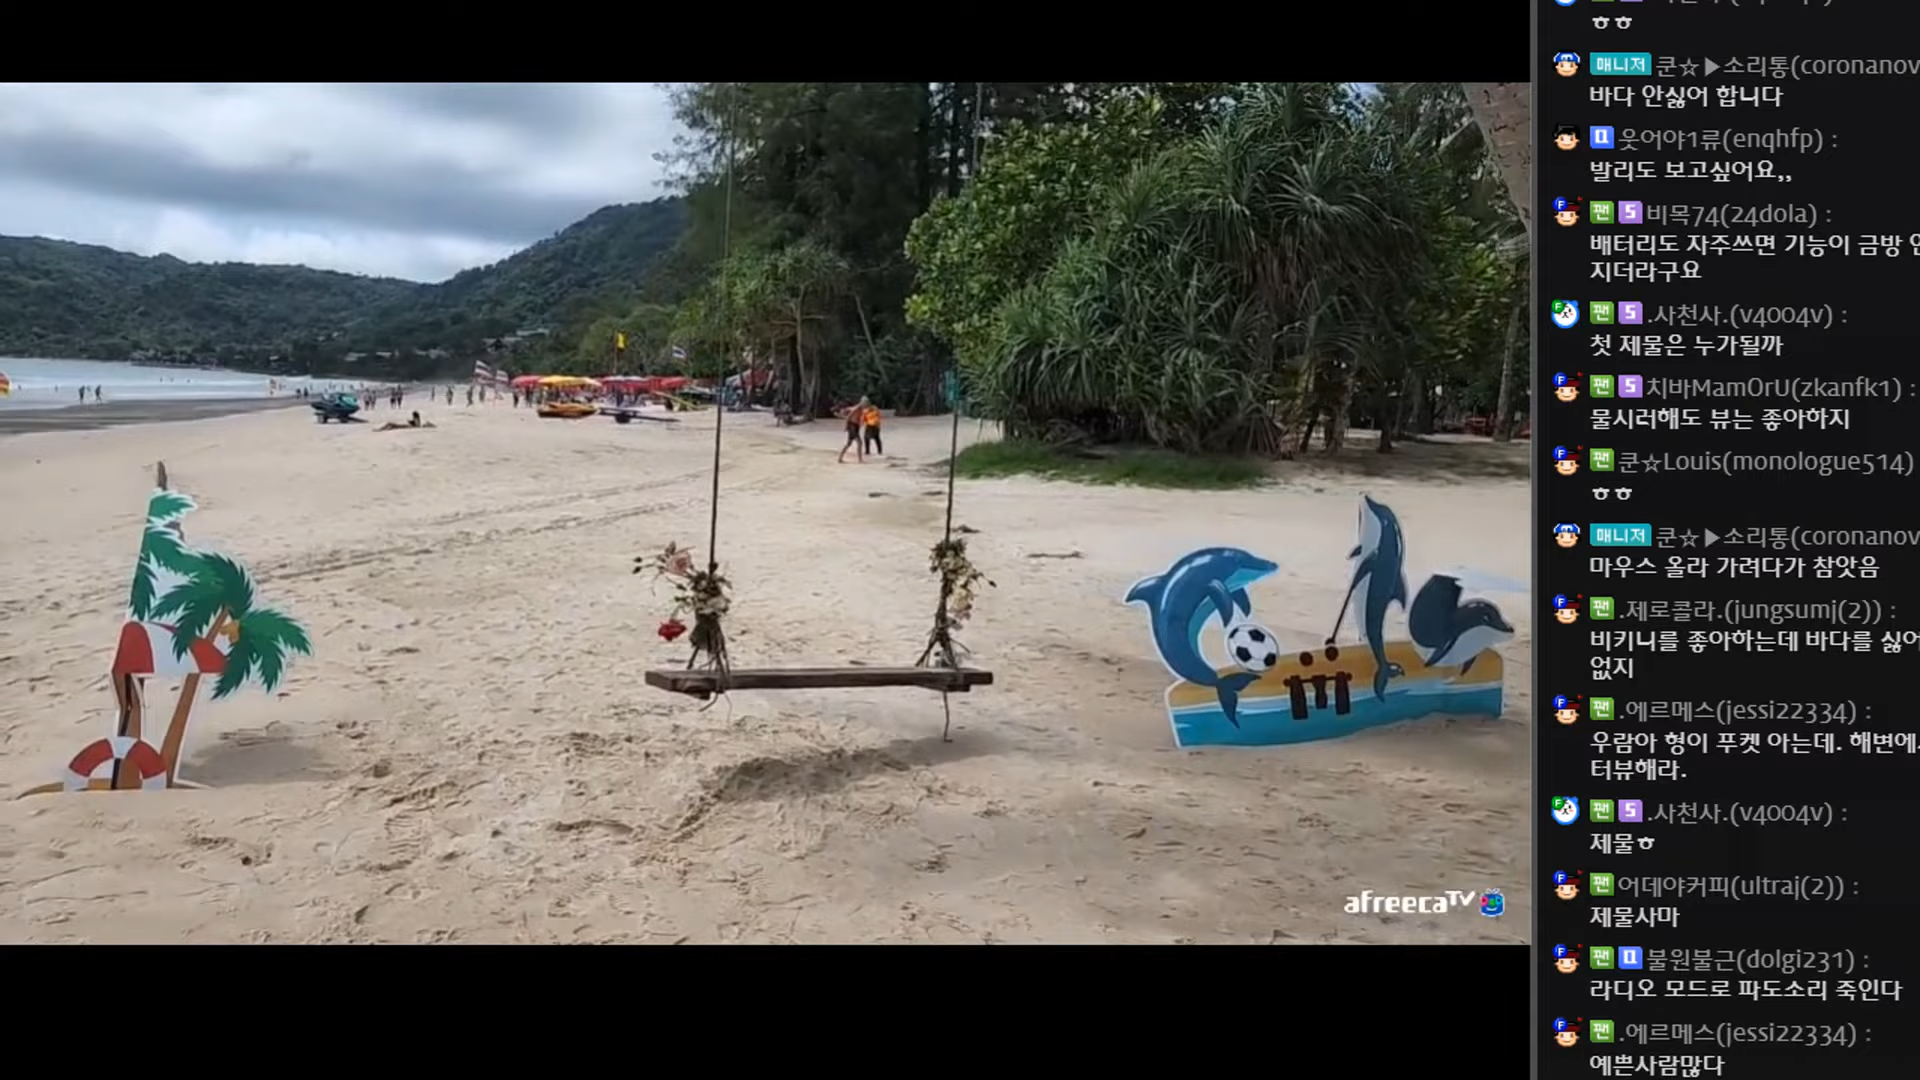 ㅎㅎ
매니저 쿤☆▶소리통(coronanov
바다 안싫어 합니다
웃어야1류(enqhfp) :
발리도 보고싶어요,,
팬 S 비목74(24dola) :
배터리도 자주쓰면 기능이 금방 안
지더라구요
팬 S .사천사.(v4004v) :
첫 제물은 누가될까
팬 S 치바MamOrU(zkanfk1) :
물시러해도 뷰는 좋아하지
팬 쿤☆Louis(monologue514)
ㅎㅎ
매니저 쿤☆▶소리통(coronanov
마우스 올라 가려다가 참앗음
팬 .제로콜라.(jungsumj(2)) :
비키니를 좋아하는데 바다를 싫어
없지
팬 .에르메스(jessi22334) :
우람아 형이 푸켓 아는데. 해변에서
터뷰해라.
팬 S .사천사.(v4004v) :
제물ㅎ
팬 어데야커피(ultraj(2)) :
제물사마
팬 불원불근(dolgi231) :
라디오 모드로 파도소리 죽인다
팬 .에르메스(jessi22334) :
예쁜사람많다
afreecaTV